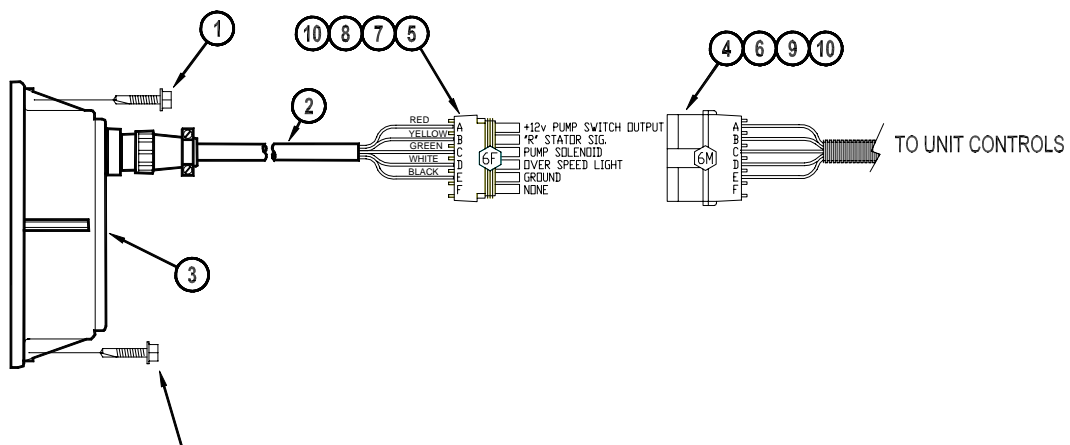 1
10 8 7 5
4 6 9 10
2
RED
YELLOW
GREEN
WHITE
BLACK
A
B
C
D
E
F
6F
+12v PUMP SWITCH OUTPUT
"R" STATOR SIG.
PUMP SOLENOID
OVER SPEED LIGHT
GROUND
NONE
6M
A
B
C
D
E
F
TO UNIT CONTROLS
3